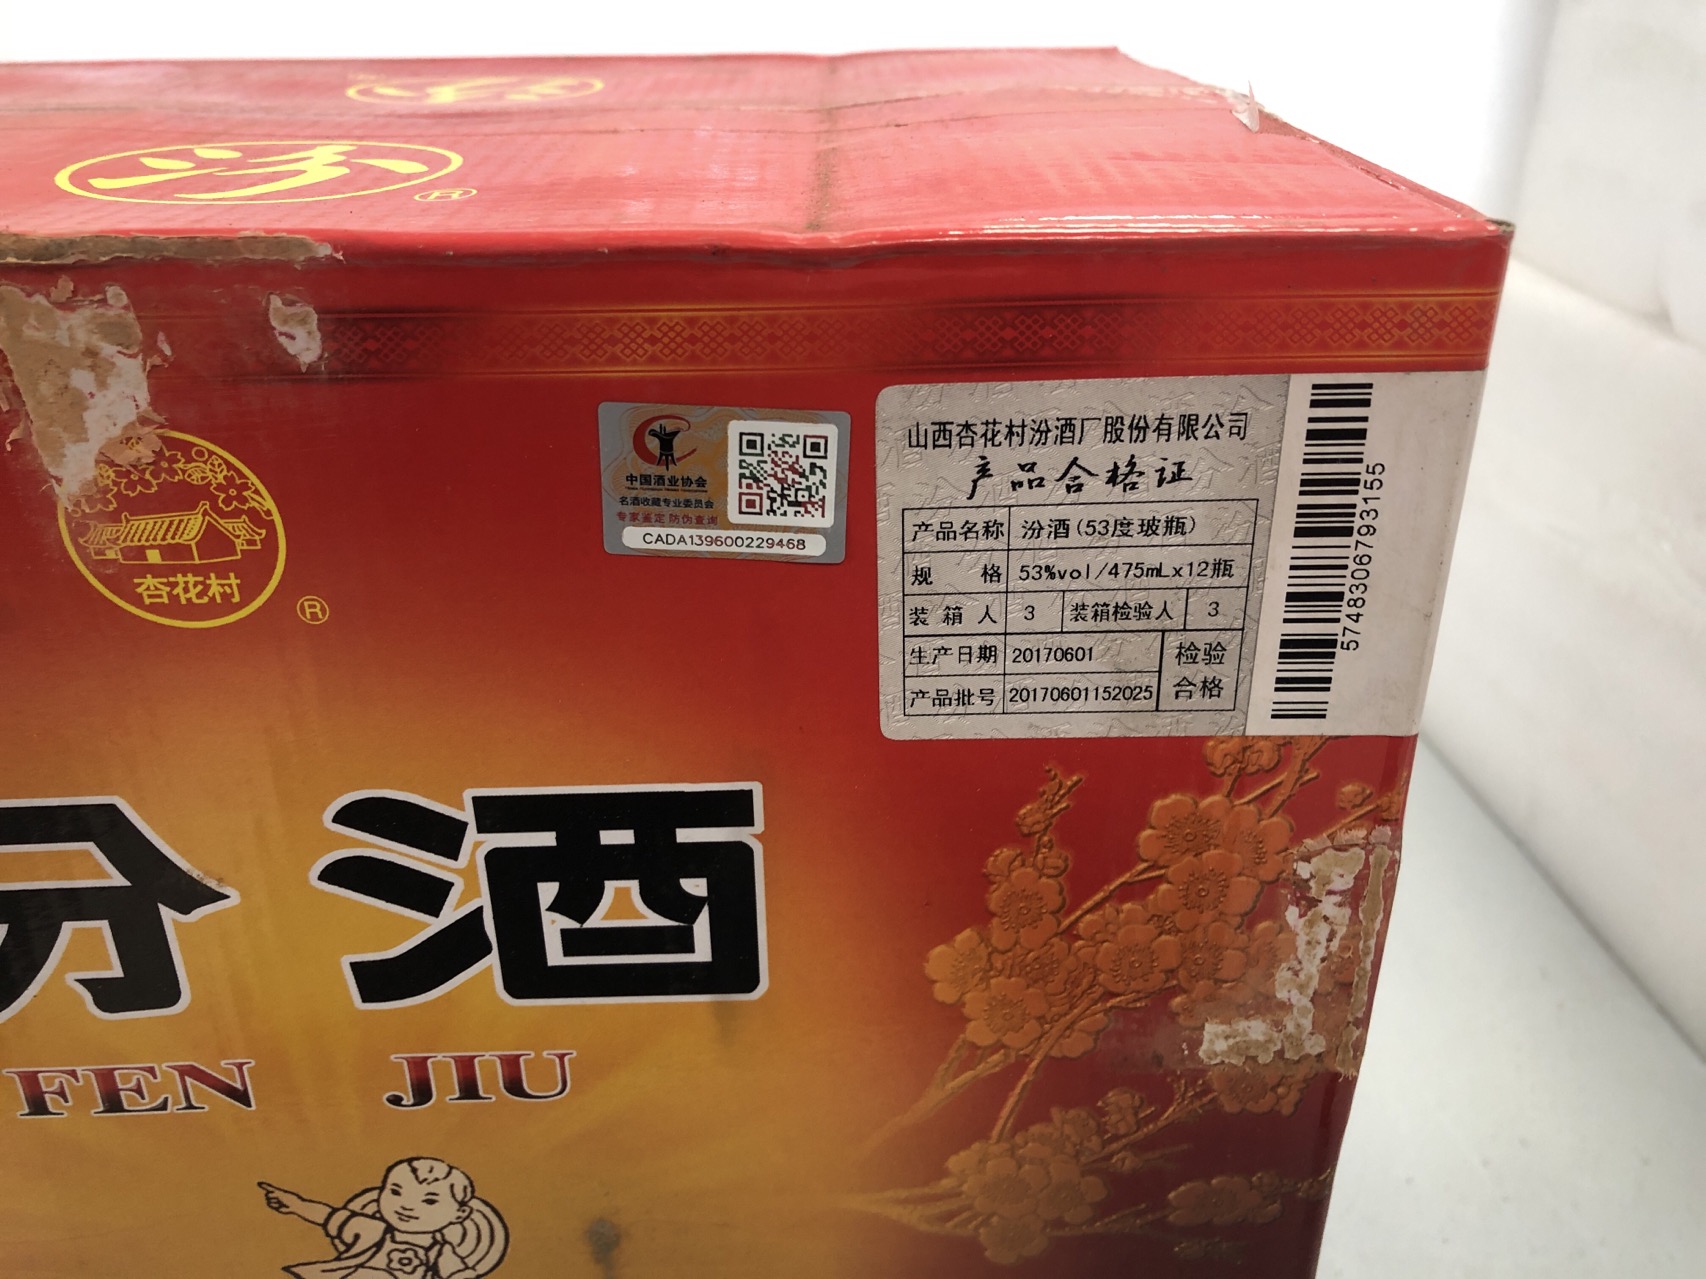 汾
®
杏花村
®
中国酒业协会
名酒收藏专业委员会
专家鉴定 防伪查询
CADA139600229468
山西杏花村汾酒厂股份有限公司
产品合格证
产品名称 汾酒(53度玻瓶)
规 格 53%vol/475mLx12瓶
装箱人 3 装箱检验人 3
生产日期 20170601 检验
产品批号 20170601152025 合格
5748306793155
汾酒
FEN JIU